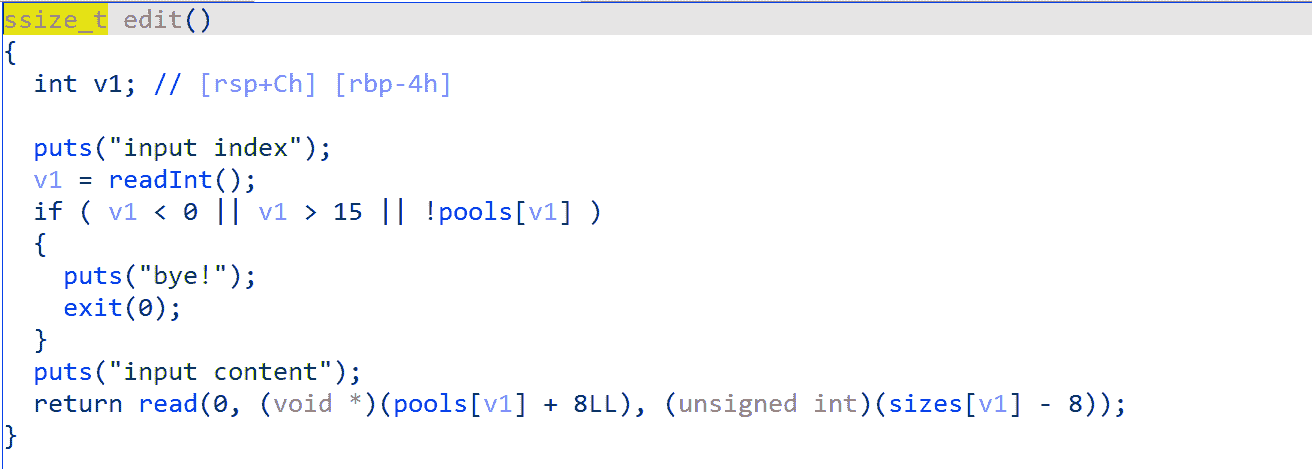 ssize_t edit()
{
  int v1; // [rsp+Ch] [rbp-4h]

  puts("input index");
  v1 = readInt();
  if ( v1 < 0 || v1 > 15 || !pools[v1] )
  {
    puts("bye!");
    exit(0);
  }
  puts("input content");
  return read(0, (void *)(pools[v1] + 8LL), (unsigned int)(sizes[v1] - 8));
}